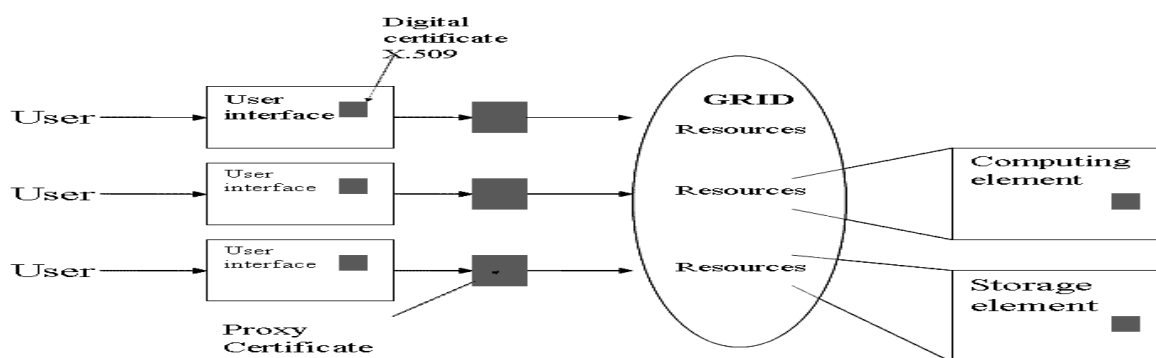 Digital
certificate
X.509
User
User
interface
GRID
Resources
User
User
interface
Resources
Computing
element
User
User
interface
Resources
Storage
element
Proxy
Certificate